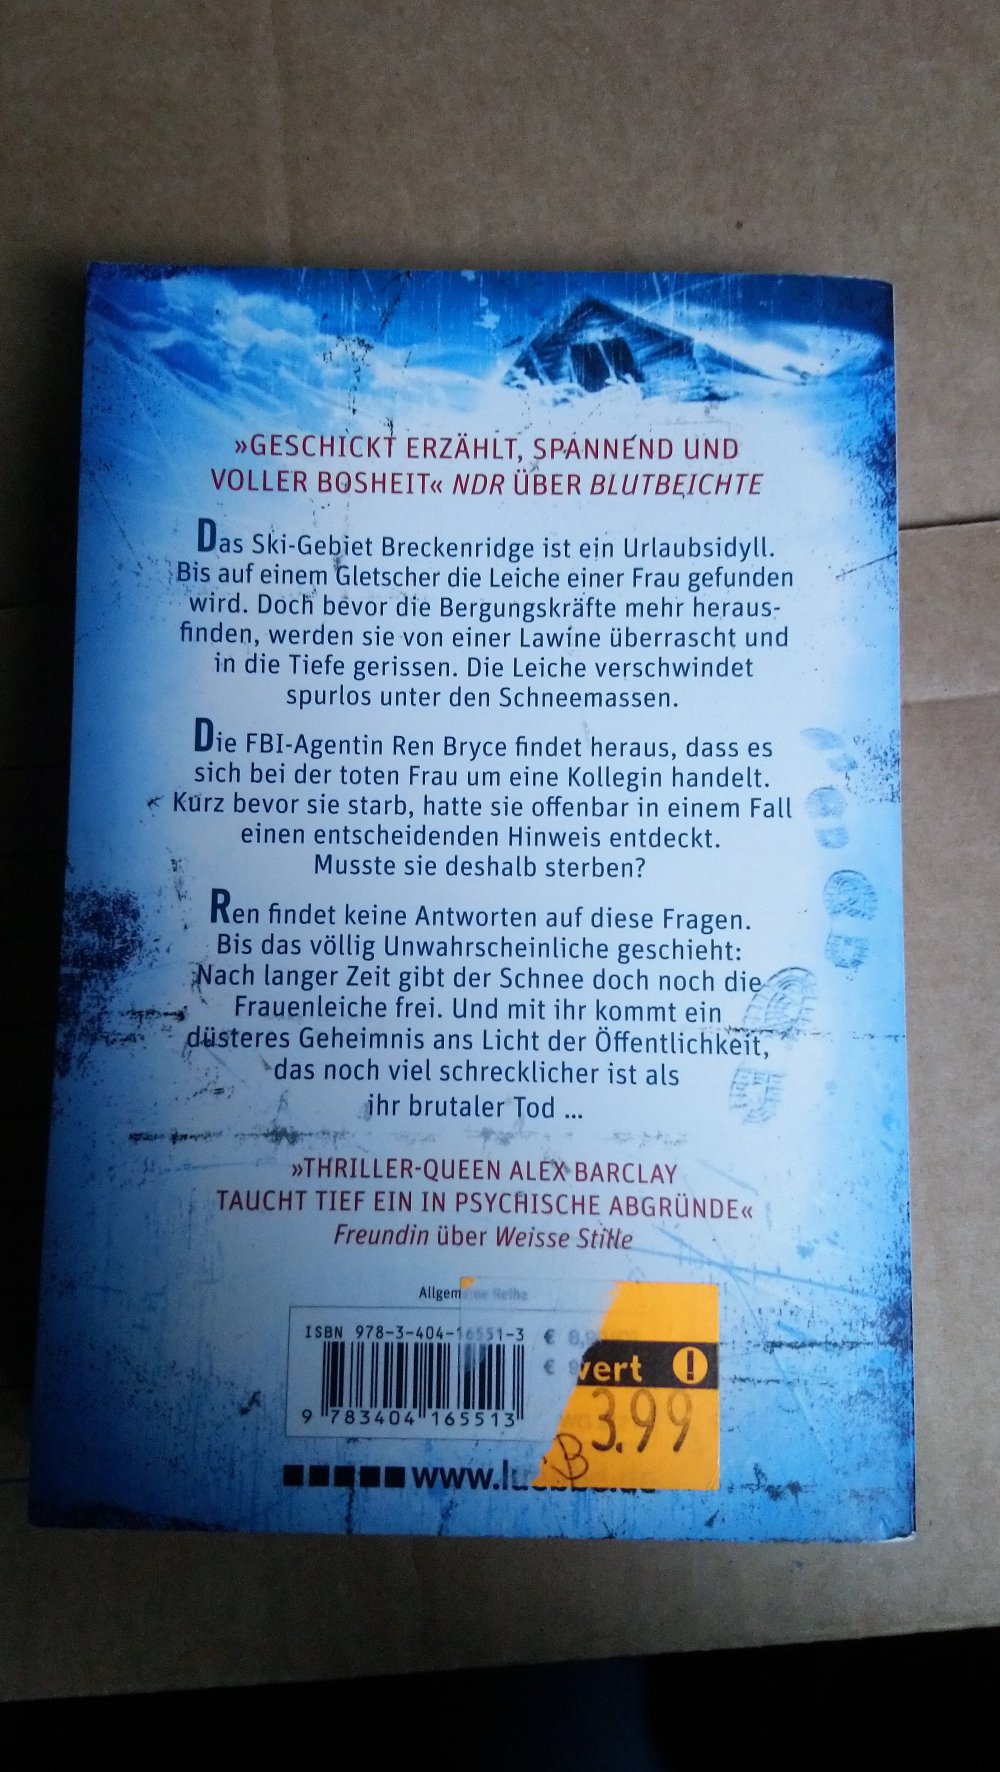 »GESCHICKT ERZÄHLT, SPANNEND UND
VOLLER BOSHEIT« NDR ÜBER BLUTBEICHTE
Das Ski-Gebiet Breckenridge ist ein Urlaubsidyll.
Bis auf einem Gletscher die Leiche einer Frau gefunden
wird. Doch bevor die Bergungskräfte mehr heraus-
finden, werden sie von einer Lawine überrascht und
in die Tiefe gerissen. Die Leiche verschwindet
spurlos unter den Schneemassen.
Die FBI-Agentin Ren Bryce findet heraus, dass es
sich bei der toten Frau um eine Kollegin handelt.
Kurz bevor sie starb, hatte sie offenbar in einem Fall
einen entscheidenden Hinweis entdeckt.
Musste sie deshalb sterben?
Ren findet keine Antworten auf diese Fragen.
Bis das völlig Unwahrscheinliche geschieht:
Nach langer Zeit gibt der Schnee doch noch die
Frauenleiche frei. Und mit ihr kommt ein
düsteres Geheimnis ans Licht der Öffentlichkeit,
das noch viel schrecklicher ist als
ihr brutaler Tod ...
»THRILLER-QUEEN ALEX BARCLAY
TAUCHT TIEF EIN IN PSYCHISCHE ABGRÜNDE«
Freundin über Weisse Stille
Allgemeine Reihe
ISBN 978-3-404-16551-3
€
€
9 783404 165513
wert !
3.99
B
www.luebbe.de